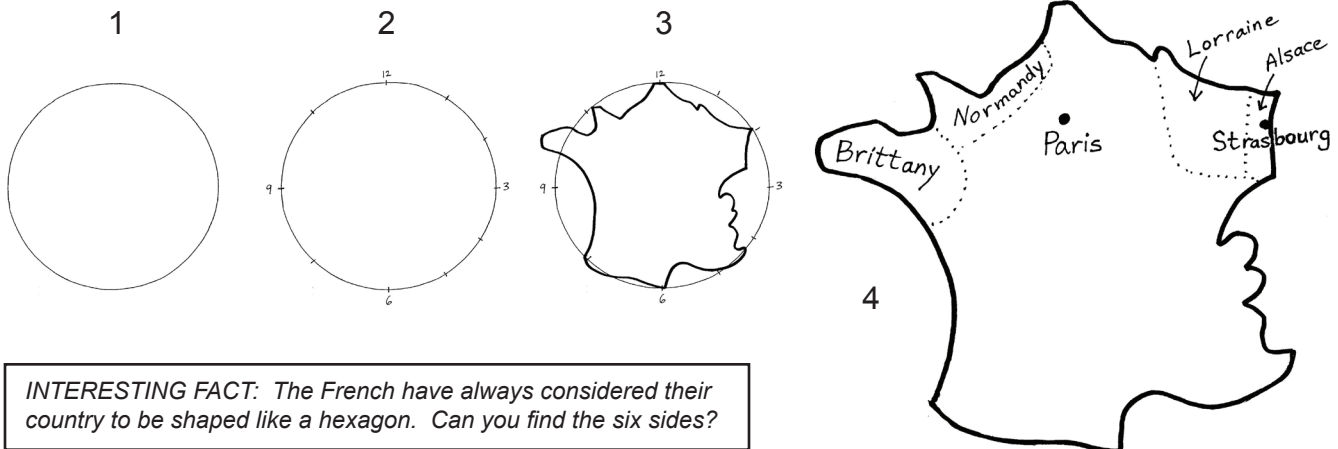 1
2
3
12
9
3
6
12
9
3
6
4
Lorraine
Alsace
Normandy
Paris
Strasbourg
Brittany
INTERESTING FACT: The French have always considered their
country to be shaped like a hexagon. Can you find the six sides?